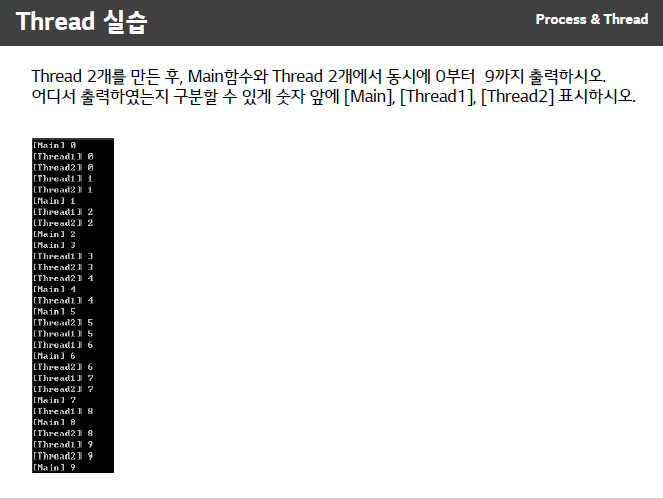 Thread 실습
Process & Thread
Thread 2개를 만든 후, Main함수와 Thread 2개에서 동시에 0부터 9까지 출력하시오.
어디서 출력하였는지 구분할 수 있게 숫자 앞에 [Main], [Thread1], [Thread2] 표시하시오.
[Main] 0
[Thread1] 0
[Thread2] 0
[Thread1] 1
[Thread2] 1
[Main] 1
[Thread1] 2
[Thread2] 2
[Main] 2
[Main] 3
[Thread1] 3
[Thread2] 3
[Thread2] 4
[Main] 4
[Thread1] 4
[Main] 5
[Thread2] 5
[Thread1] 5
[Thread1] 6
[Main] 6
[Thread2] 6
[Thread1] 7
[Thread2] 7
[Main] 7
[Thread1] 8
[Main] 8
[Thread2] 8
[Thread1] 9
[Thread2] 9
[Main] 9